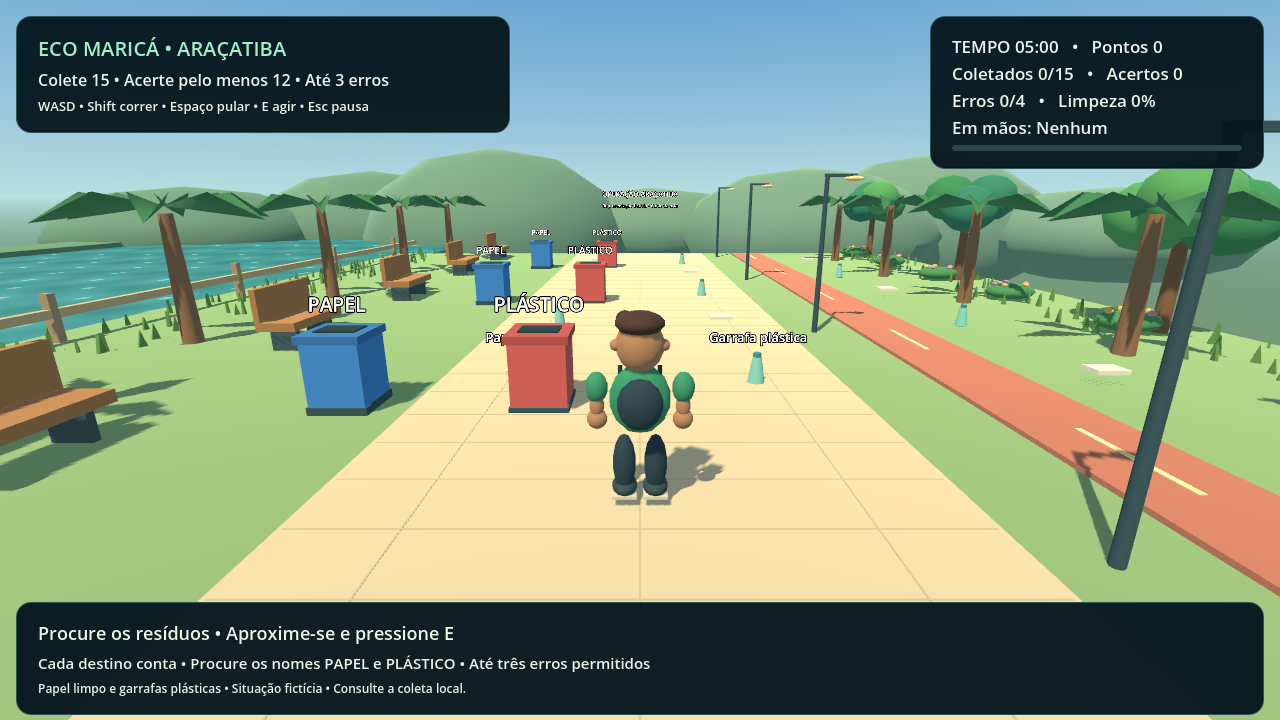 ECO MARICÁ • ARAÇATIBA
Colete 15 • Acerte pelo menos 12 • Até 3 erros
WASD • Shift correr • Espaço pular • E agir • Esc pausa
TEMPO 05:00 • Pontos 0
Coletados 0/15 • Acertos 0
Erros 0/4 • Limpeza 0%
Em mãos: Nenhum
PAPEL
PLÁSTICO
PAPEL
PLÁSTICO
PAPEL
PLÁSTICO
Garrafa plástica
Procure os resíduos • Aproxime-se e pressione E
Cada destino conta • Procure os nomes PAPEL e PLÁSTICO • Até três erros permitidos
Papel limpo e garrafas plásticas • Situação fictícia • Consulte a coleta local.